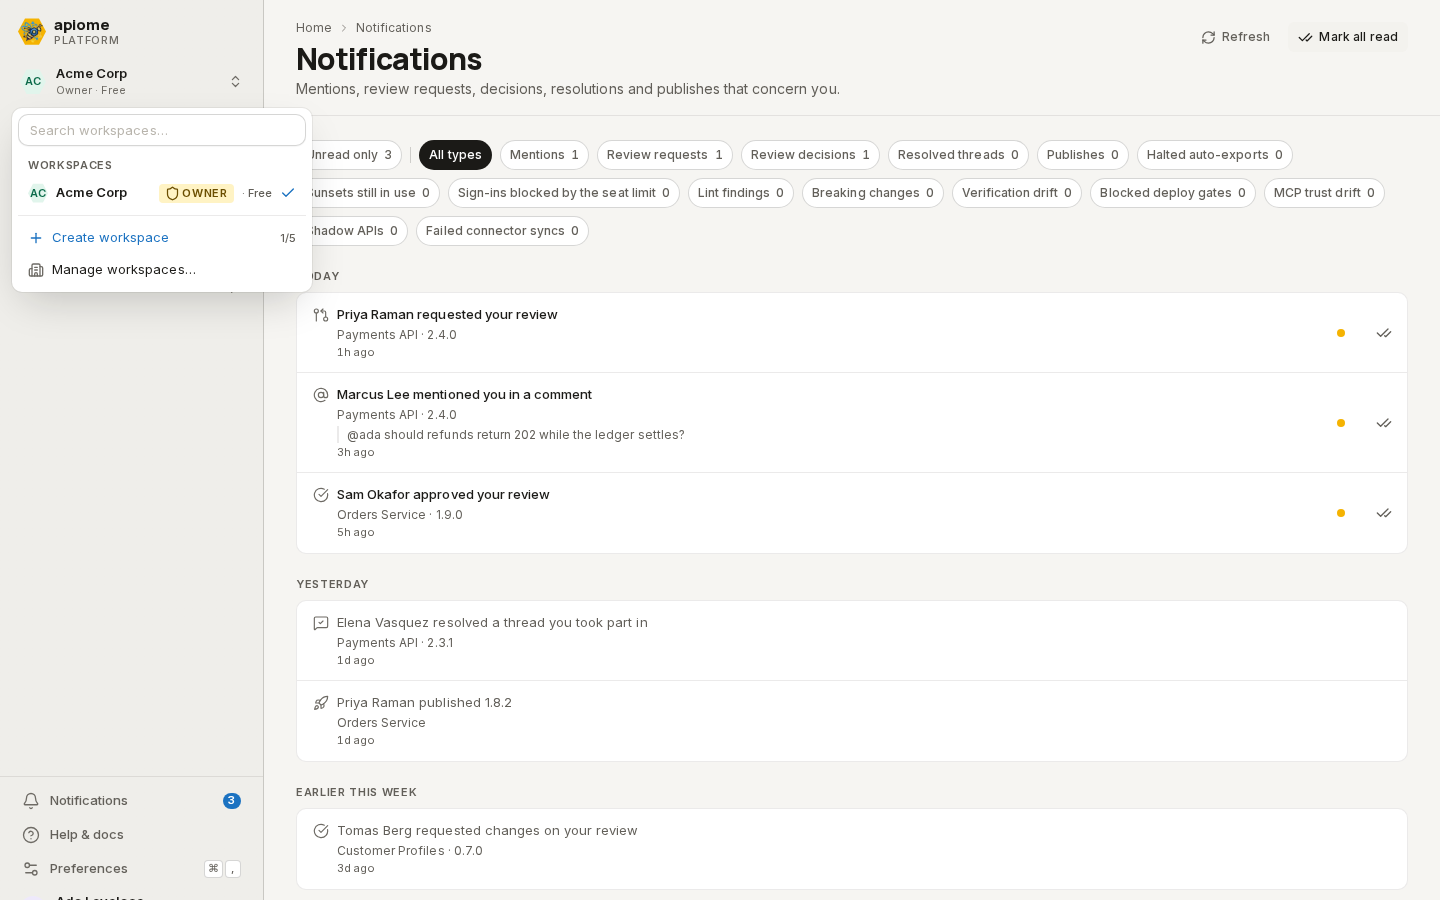 apiome
PLATFORM
AC
Acme Corp
Owner · Free
Search workspaces...
WORKSPACES
AC Acme Corp OWNER · Free
Create workspace 1/5
Manage workspaces...
Notifications 3
Help & docs
Preferences ⌘ ,
Home > Notifications
Notifications
Mentions, review requests, decisions, resolutions and publishes that concern you.
Refresh
Mark all read
Unread only 3
All types
Mentions 1
Review requests 1
Review decisions 1
Resolved threads 0
Publishes 0
Halted auto-exports 0
Sunsets still in use 0
Sign-ins blocked by the seat limit 0
Lint findings 0
Breaking changes 0
Verification drift 0
Blocked deploy gates 0
MCP trust drift 0
Shadow APIs 0
Failed connector syncs 0
TODAY
Priya Raman requested your review
Payments API · 2.4.0
1h ago
Marcus Lee mentioned you in a comment
Payments API · 2.4.0
@ada should refunds return 202 while the ledger settles?
3h ago
Sam Okafor approved your review
Orders Service · 1.9.0
5h ago
YESTERDAY
Elena Vasquez resolved a thread you took part in
Payments API · 2.3.1
1d ago
Priya Raman published 1.8.2
Orders Service
1d ago
EARLIER THIS WEEK
Tomas Berg requested changes on your review
Customer Profiles · 0.7.0
3d ago